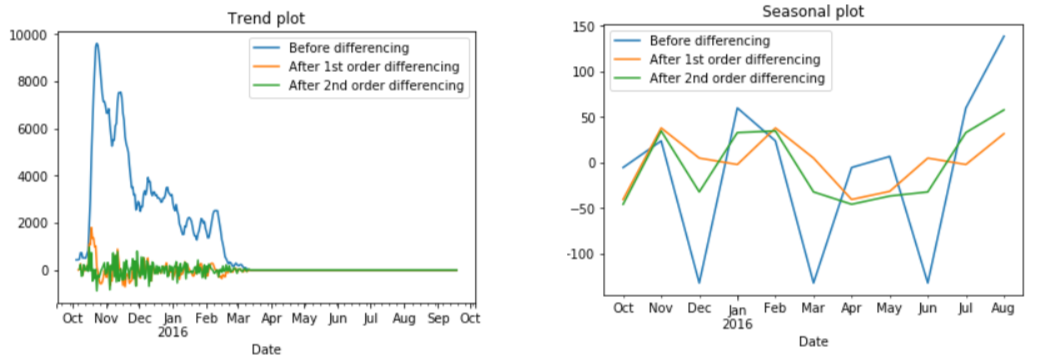 Trend plot
10000
8000
6000
4000
2000
0
Before differencing
After 1st order differencing
After 2nd order differencing
Oct Nov Dec Jan Feb Mar Apr May Jun Jul Aug Sep Oct
2016
Date
Seasonal plot
150
100
50
0
−50
-100
Before differencing
After 1st order differencing
After 2nd order differencing
Oct Nov Dec Jan Feb Mar Apr May Jun Jul Aug
2016
Date